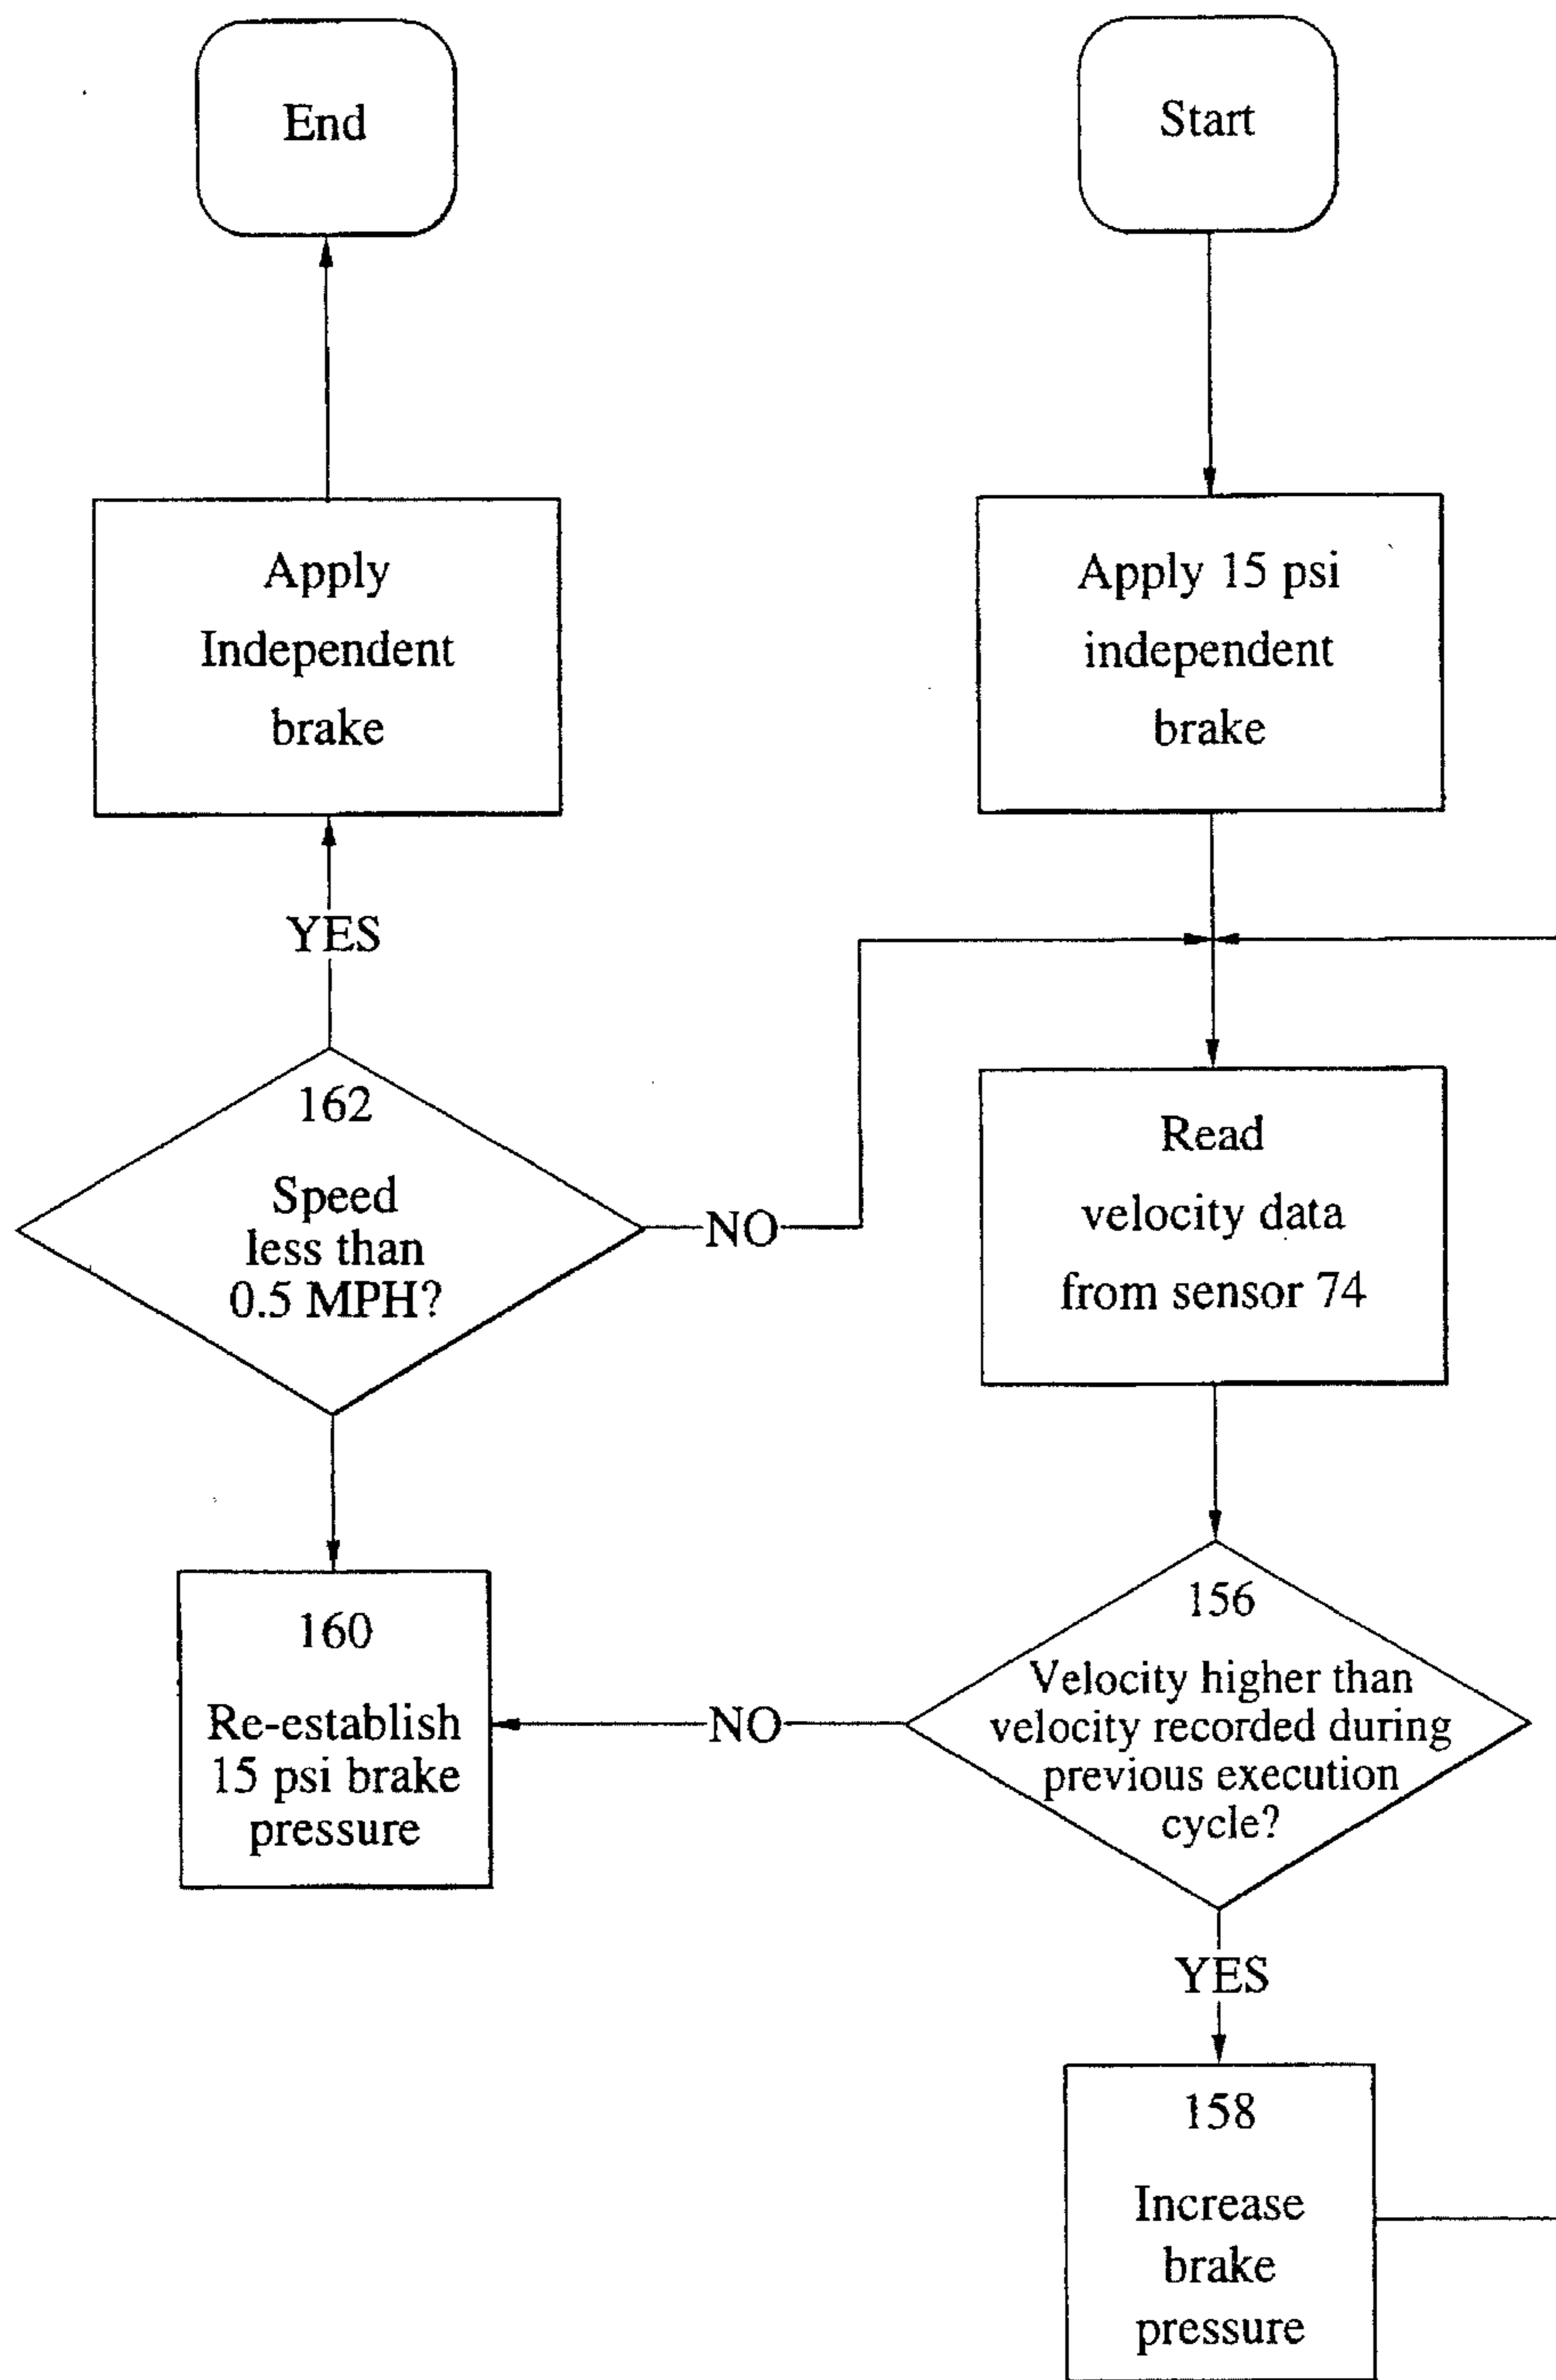 End
Start
Apply
Independent
brake
Apply 15 psi
independent
brake
YES
162
Speed
less than
0.5 MPH?
NO
Read
velocity data
from sensor 74
160
Re-establish
15 psi brake
pressure
NO
156
Velocity higher than
velocity recorded during
previous execution
cycle?
YES
158
Increase
brake
pressure